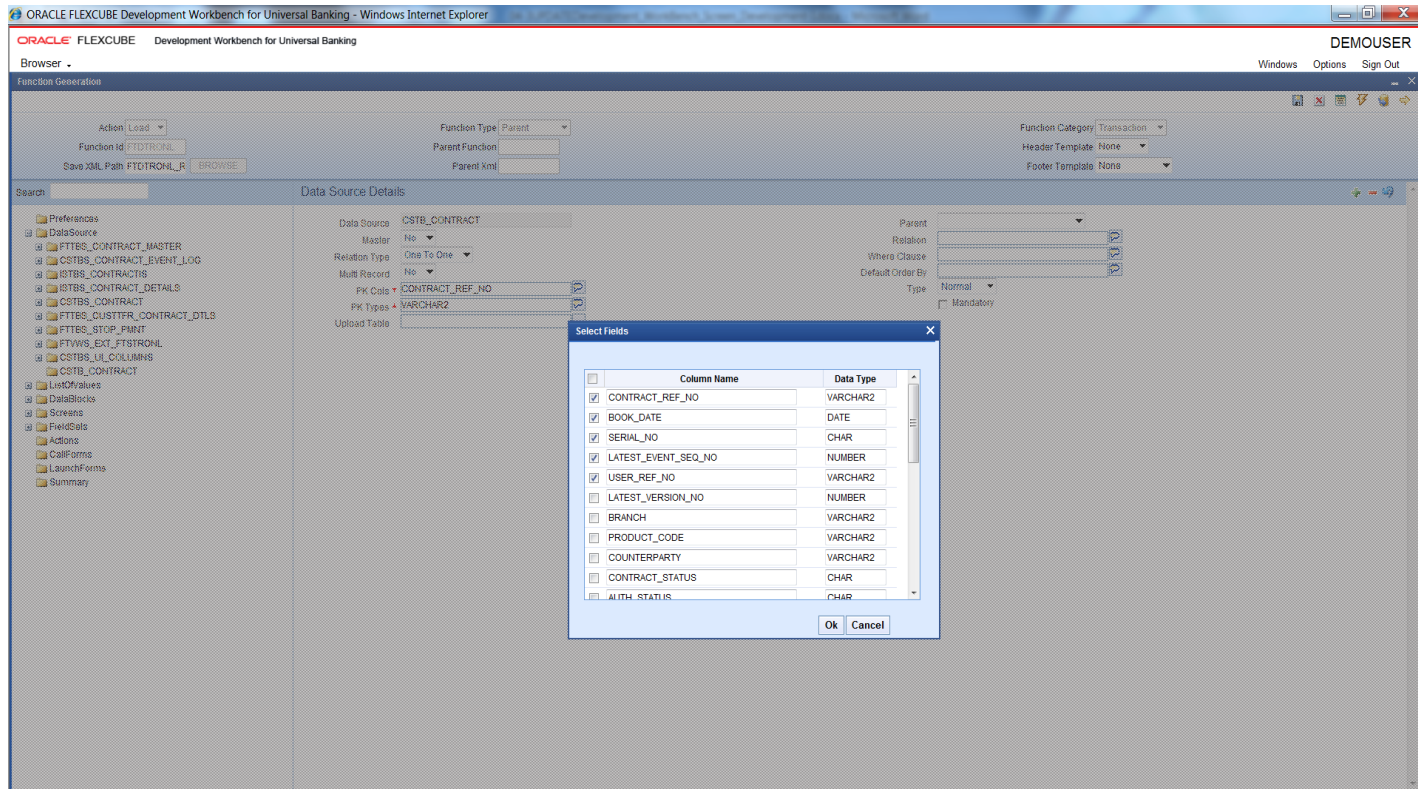 ORACLE FLEXCUBE Development Workbench for Universal Banking - Windows Internet Explorer
ORACLE FLEXCUBE Development Workbench for Universal Banking
DEMOUSER
Browser
Windows Options Sign Out
Function Generation
Action Load Function Type Parent Function Category Transaction
Function Id FTDTRONL Parent Function Header Template None
Save XML Path FTDTRONL_R BROWSE Parent Xml Footer Template None
Search Data Source Details
Preferences
DataSource
FTTBS_CONTRACT_MASTER
CSTBS_CONTRACT_EVENT_LOG
ISTBS_CONTRACTIS
ISTBS_CONTRACT_DETAILS
CSTBS_CONTRACT
FTTBS_CUSTTFR_CONTRACT_DTLS
FTTBS_STOP_PMNT
FTVWS_EXT_FTSTRONL
CSTBS_UI_COLUMNS
CSTB_CONTRACT
ListOfValues
DataBlocks
Screens
FieldSets
Actions
CallForms
LaunchForms
Summary
Data Source CSTB_CONTRACT Parent
Master No Relation
Relation Type One To One Where Clause
Multi Record No Default Order By
PK Cols * CONTRACT_REF_NO Type Normal
PK Types * VARCHAR2 Mandatory
Upload Table
Select Fields
Column Name Data Type
CONTRACT_REF_NO VARCHAR2
BOOK_DATE DATE
SERIAL_NO CHAR
LATEST_EVENT_SEQ_NO NUMBER
USER_REF_NO VARCHAR2
LATEST_VERSION_NO NUMBER
BRANCH VARCHAR2
PRODUCT_CODE VARCHAR2
COUNTERPARTY VARCHAR2
CONTRACT_STATUS CHAR
AUTH_STATUS CHAR
Ok Cancel